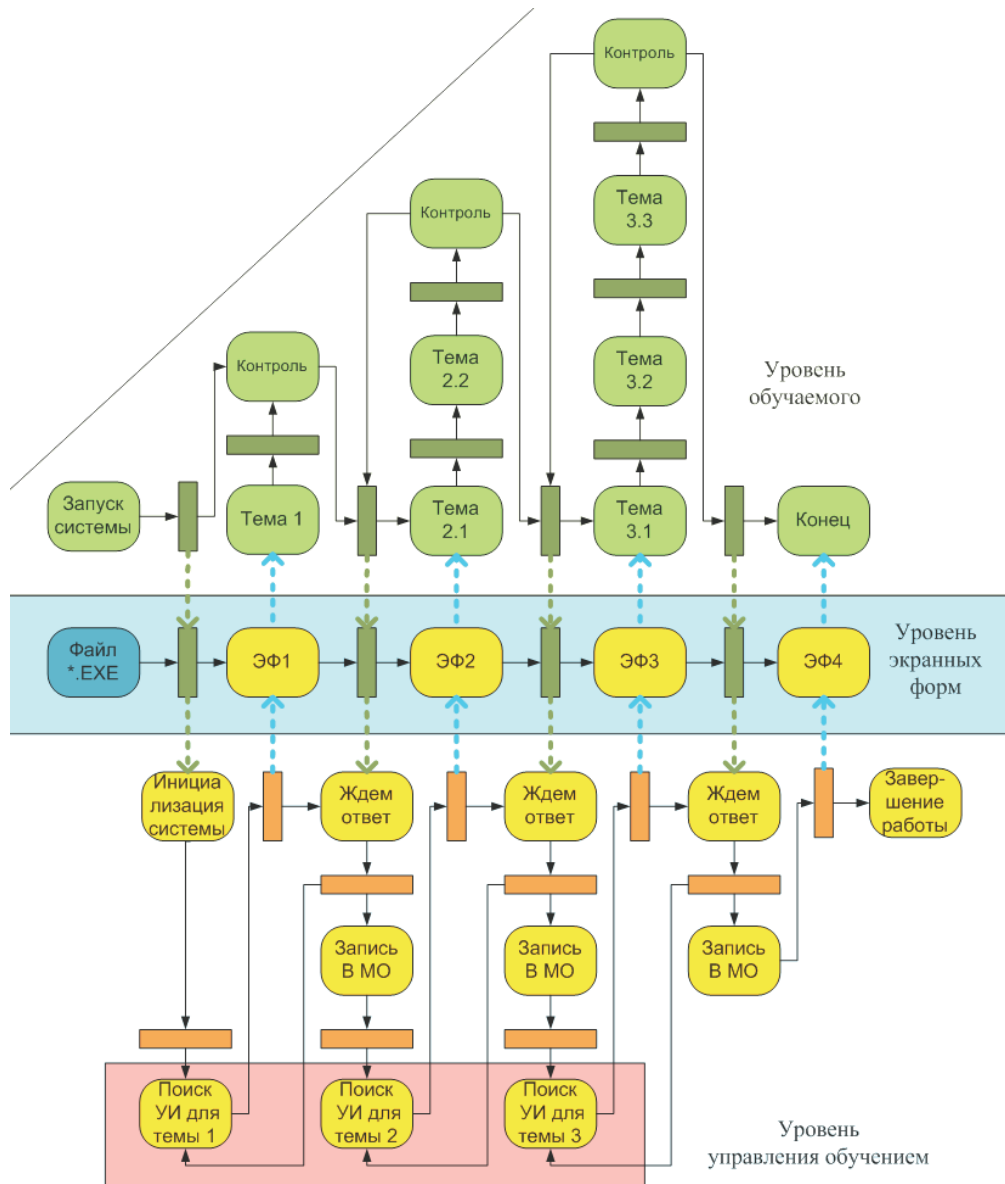 Контроль
Тема
3.3
Контроль
Контроль
Тема
2.2
Тема
3.2
Уровень
обучаемого
Запуск
системы
Тема 1
Тема
2.1
Тема
3.1
Конец
Файл
*.EXE
ЭФ1
ЭФ2
ЭФ3
ЭФ4
Уровень
экранных
форм
Инициа
лизация
системы
Ждем
ответ
Ждем
ответ
Ждем
ответ
Завер-
шение
работы
Запись
В МО
Запись
В МО
Запись
В МО
Поиск
УИ для
темы 1
Поиск
УИ для
темы 2
Поиск
УИ для
темы 3
Уровень
управления обучением